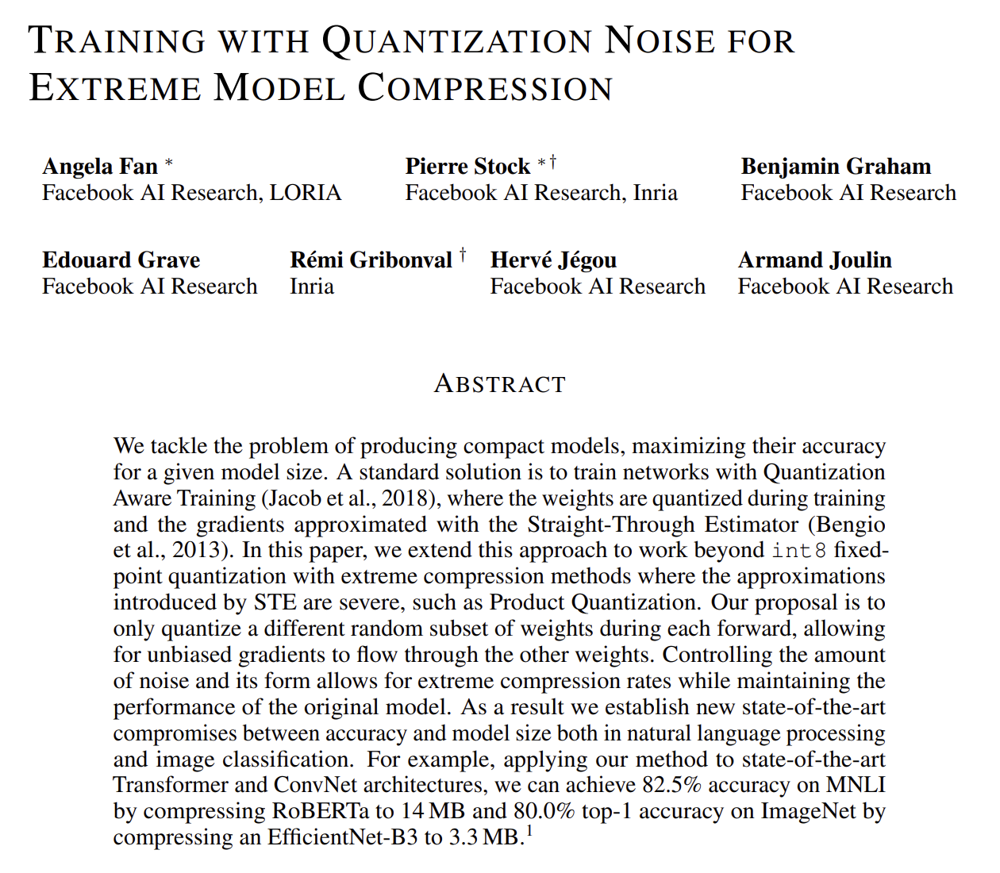 TRAINING WITH QUANTIZATION NOISE FOR
EXTREME MODEL COMPRESSION
Angela Fan * Pierre Stock *† Benjamin Graham
Facebook AI Research, LORIA Facebook AI Research, Inria Facebook AI Research
Edouard Grave Rémi Gribonval † Hervé Jégou Armand Joulin
Facebook AI Research Inria Facebook AI Research Facebook AI Research
ABSTRACT
We tackle the problem of producing compact models, maximizing their accuracy
for a given model size. A standard solution is to train networks with Quantization
Aware Training (Jacob et al., 2018), where the weights are quantized during training
and the gradients approximated with the Straight-Through Estimator (Bengio
et al., 2013). In this paper, we extend this approach to work beyond int8 fixed-
point quantization with extreme compression methods where the approximations
introduced by STE are severe, such as Product Quantization. Our proposal is to
only quantize a different random subset of weights during each forward, allowing
for unbiased gradients to flow through the other weights. Controlling the amount
of noise and its form allows for extreme compression rates while maintaining the
performance of the original model. As a result we establish new state-of-the-art
compromises between accuracy and model size both in natural language processing
and image classification. For example, applying our method to state-of-the-art
Transformer and ConvNet architectures, we can achieve 82.5% accuracy on MNLI
by compressing RoBERTa to 14 MB and 80.0% top-1 accuracy on ImageNet by
compressing an EfficientNet-B3 to 3.3 MB.¹